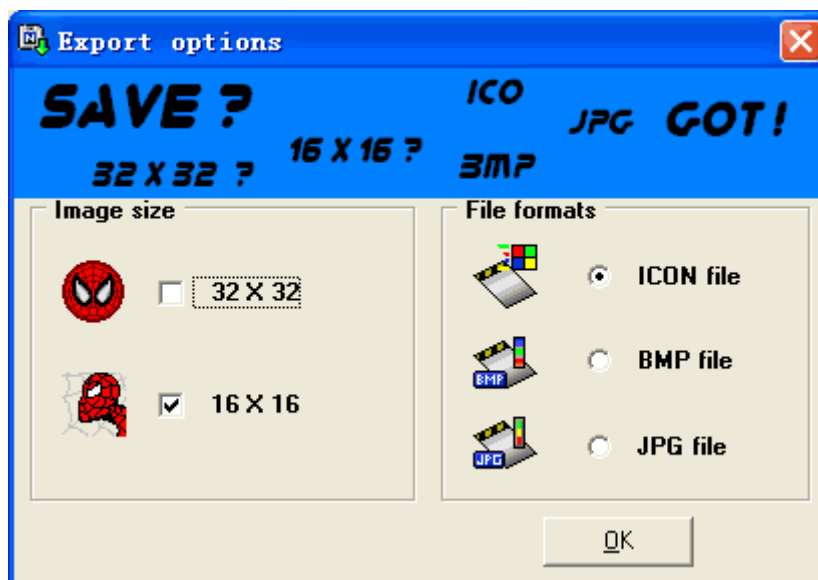 Export options
SAVE ?
32 X 32 ?
16 X 16 ?
ICO
BMP
JPG
GOT!
Image size
32 X 32
16 X 16
File formats
ICON file
BMP
BMP file
JPG
JPG file
OK